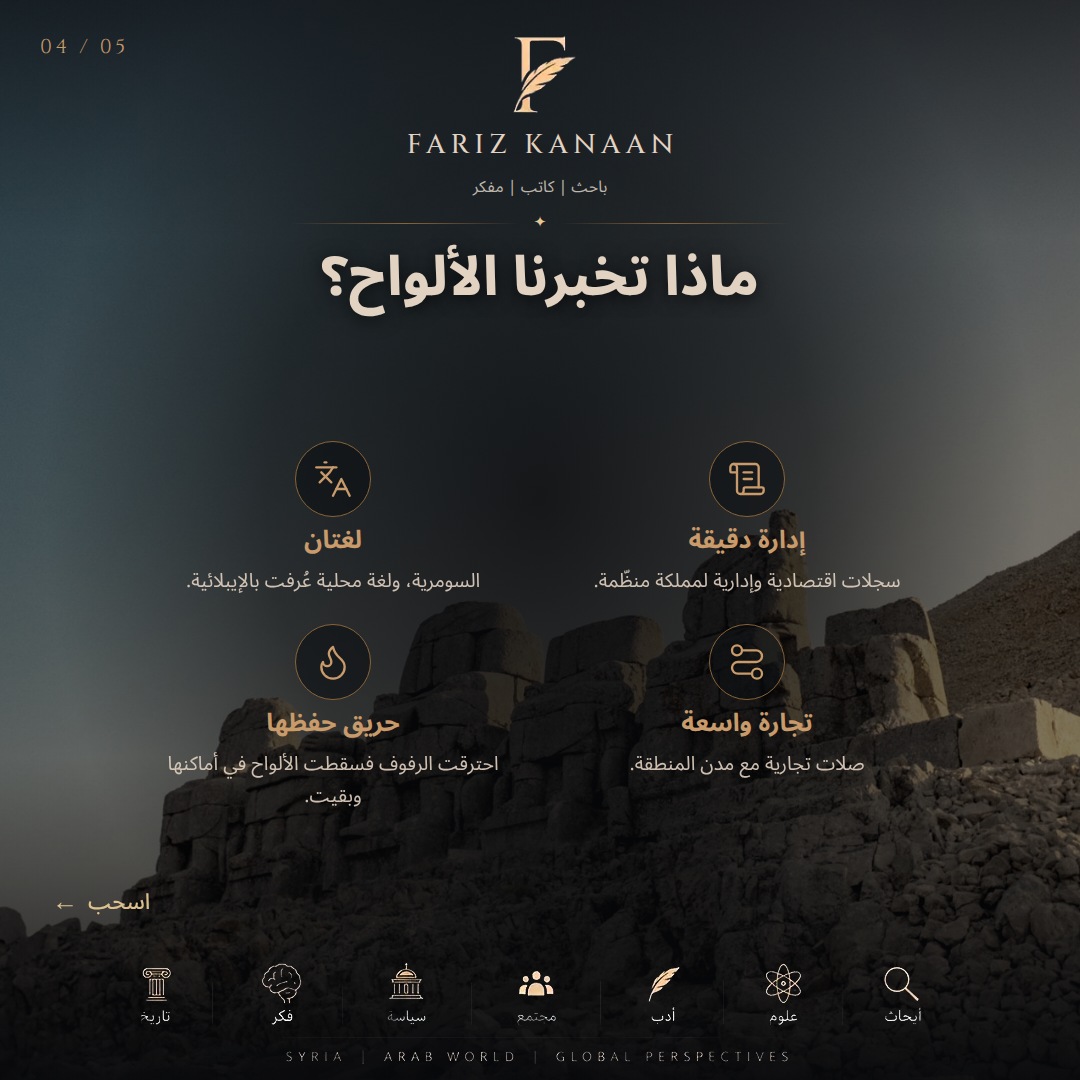 04 / 05
FARIZ KANAAN
باحث | كاتب | مفكر
ماذا تخبرنا الألواح؟
إدارة دقيقة
سجلات اقتصادية وإدارية لمملكة منظّمة.
لغتان
السومرية، ولغة محلية عُرفت بالإيبلائية.
تجارة واسعة
صلات تجارية مع مدن المنطقة.
حريق حفظها
احترقت الرفوف فسقطت الألواح في أماكنها
وبقيت.
اسحب ←
أبحاث
علوم
أدب
مجتمع
سياسة
فكر
تاريخ
SYRIA | ARAB WORLD | GLOBAL PERSPECTIVES